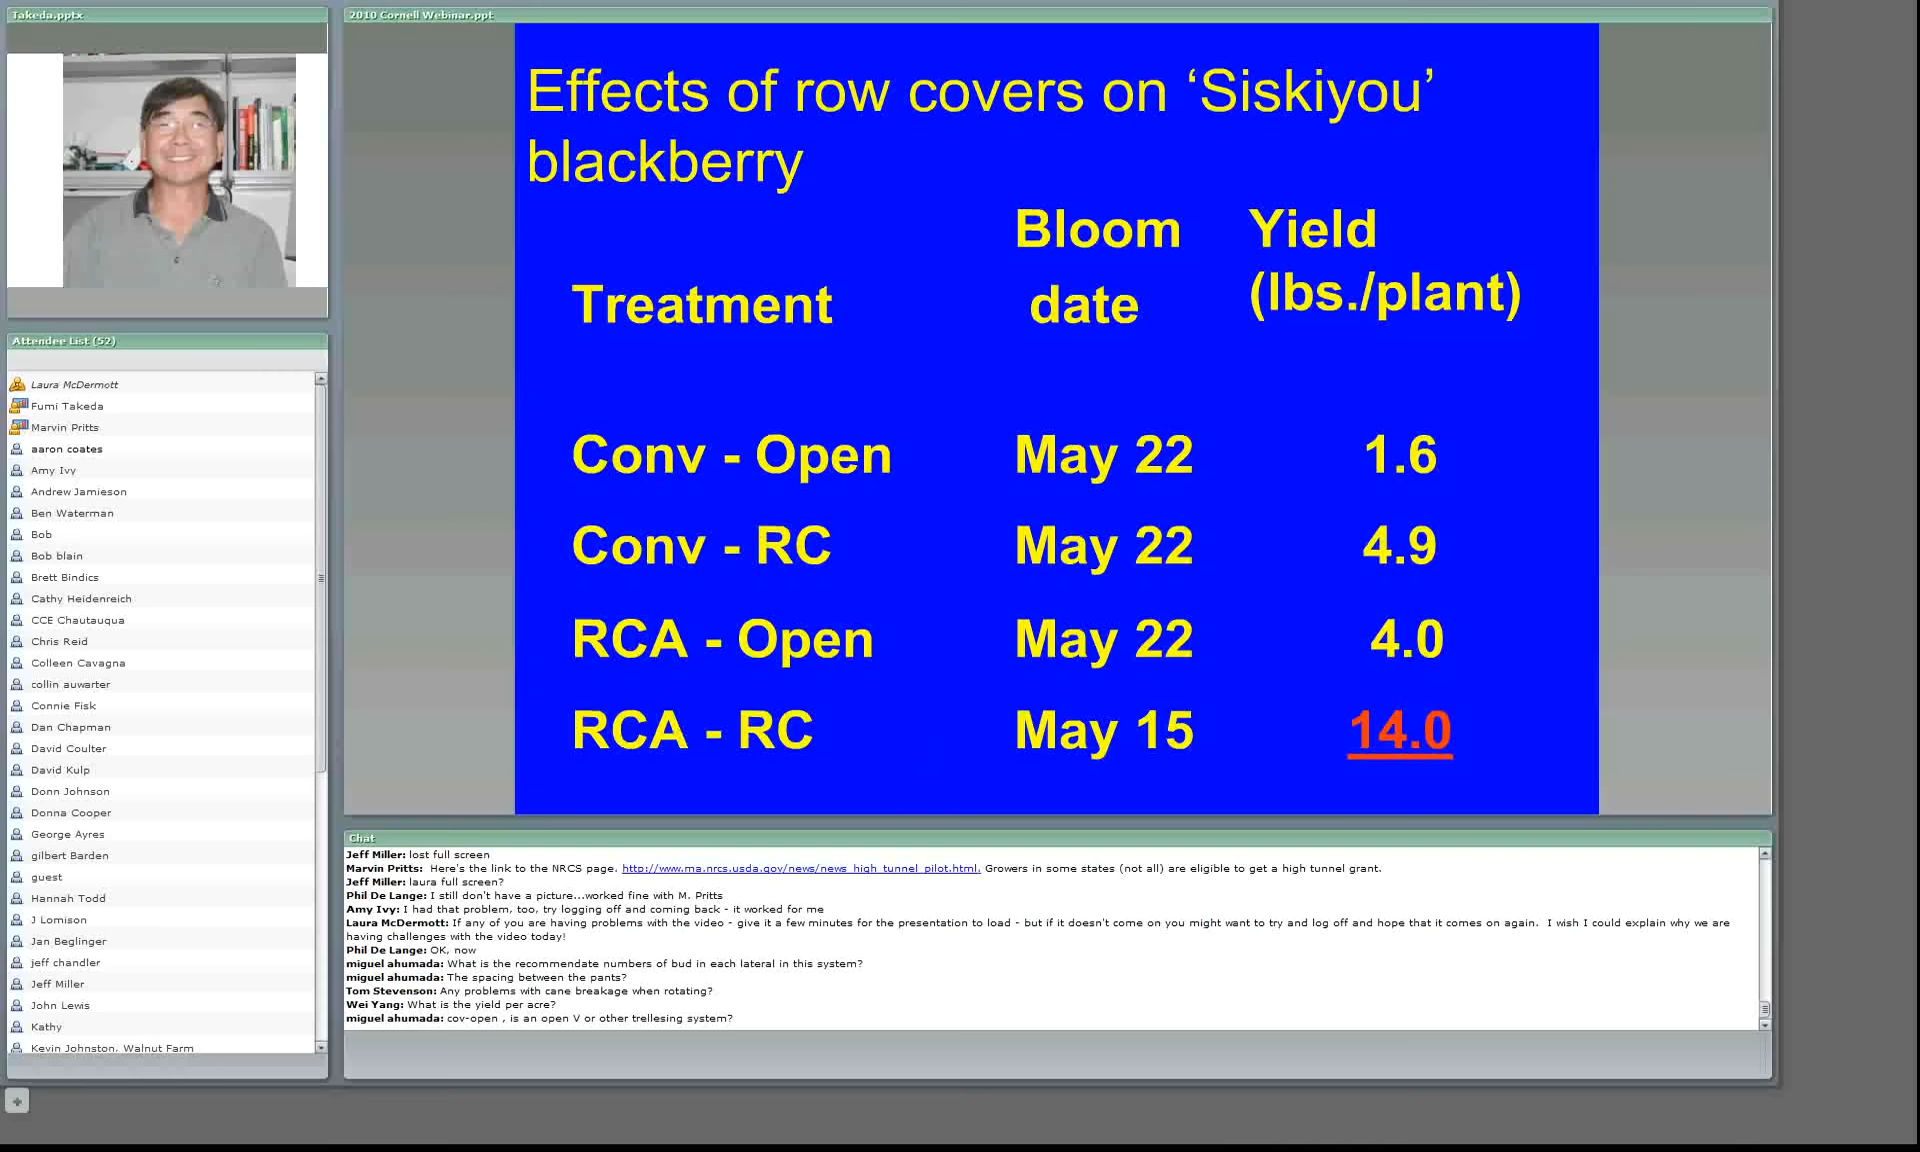 Takeda.pptx
2010 Cornell Webinar.ppt
Effects of row covers on ‘Siskiyou’
blackberry
Bloom Yield
Treatment date (lbs./plant)
Conv - Open May 22 1.6
Conv - RC May 22 4.9
RCA - Open May 22 4.0
RCA - RC May 15 14.0
Attendee List (52)
Laura McDermott
Fumi Takeda
Marvin Pritts
aaron coates
Amy Ivy
Andrew Jamieson
Ben Waterman
Bob
Bob blain
Brett Bindics
Cathy Heidenreich
CCE Chautauqua
Chris Reid
Colleen Cavagna
collin auwarter
Connie Fisk
Dan Chapman
David Coulter
David Kulp
Donn Johnson
Donna Cooper
George Ayres
gilbert Barden
guest
Hannah Todd
J Lomison
Jan Beglinger
jeff chandler
Jeff Miller
John Lewis
Kathy
Kevin Johnston, Walnut Farm
Chat
Jeff Miller: lost full screen
Marvin Pritts: Here's the link to the NRCS page. http://www.ma.nrcs.usda.gov/news/news_high_tunnel_pilot.html. Growers in some states (not all) are eligible to get a high tunnel grant.
Jeff Miller: laura full screen?
Phil De Lange: I still don't have a picture...worked fine with M. Pritts
Amy Ivy: I had that problem, too, try logging off and coming back - it worked for me
Laura McDermott: If any of you are having problems with the video - give it a few minutes for the presentation to load - but if it doesn't come on you might want to try and log off and hope that it comes on again. I wish I could explain why we are
having challenges with the video today!
Phil De Lange: OK, now
miguel ahumada: What is the recommendate numbers of bud in each lateral in this system?
miguel ahumada: The spacing between the pants?
Tom Stevenson: Any problems with cane breakage when rotating?
Wei Yang: What is the yield per acre?
miguel ahumada: cov-open , is an open V or other trellesing system?